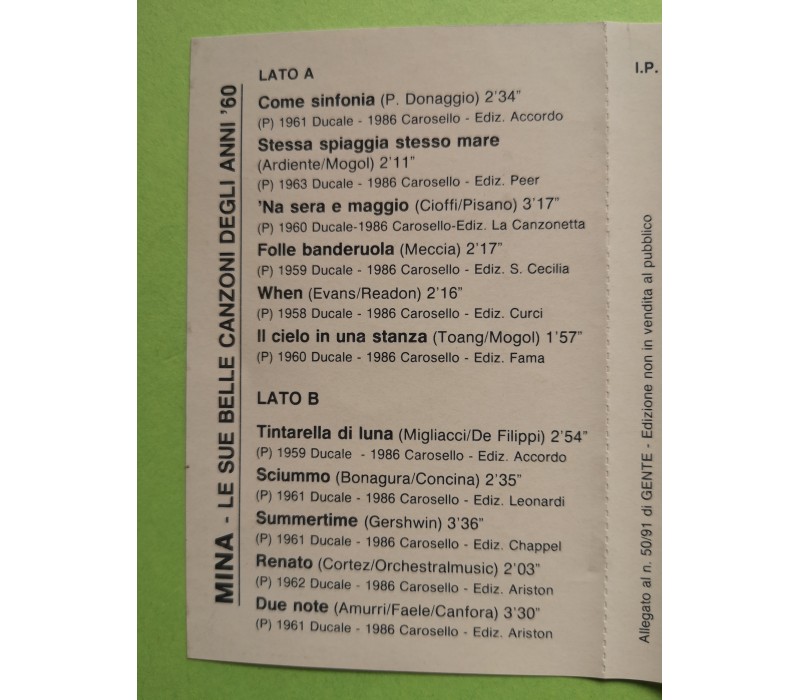 MINA - LE SUE BELLE CANZONI DEGLI ANNI '60
LATO A
Come sinfonia (P. Donaggio) 2'34"
(P) 1961 Ducale - 1986 Carosello - Ediz. Accordo
Stessa spiaggia stesso mare
(Ardiente/Mogol) 2'11"
(P) 1963 Ducale - 1986 Carosello - Ediz. Peer
'Na sera e maggio (Cioffi/Pisano) 3'17"
(P) 1960 Ducale-1986 Carosello-Ediz. La Canzonetta
Folle banderuola (Meccia) 2'17"
(P) 1959 Ducale - 1986 Carosello - Ediz. S. Cecilia
When (Evans/Readon) 2'16"
(P) 1958 Ducale - 1986 Carosello - Ediz. Curci
Il cielo in una stanza (Toang/Mogol) 1'57"
(P) 1960 Ducale - 1986 Carosello - Ediz. Fama
LATO B
Tintarella di luna (Migliacci/De Filippi) 2'54"
(P) 1959 Ducale - 1986 Carosello - Ediz. Accordo
Sciummo (Bonagura/Concina) 2'35"
(P) 1961 Ducale - 1986 Carosello - Ediz. Leonardi
Summertime (Gershwin) 3'36"
(P) 1961 Ducale - 1986 Carosello - Ediz. Chappel
Renato (Cortez/Orchestralmusic) 2'03"
(P) 1962 Ducale - 1986 Carosello - Ediz. Ariston
Due note (Amurri/Faele/Canfora) 3'30"
(P) 1961 Ducale - 1986 Carosello - Ediz. Ariston
I.P.
Allegato al n. 50/91 di GENTE - Edizione non in vendita al pubblico